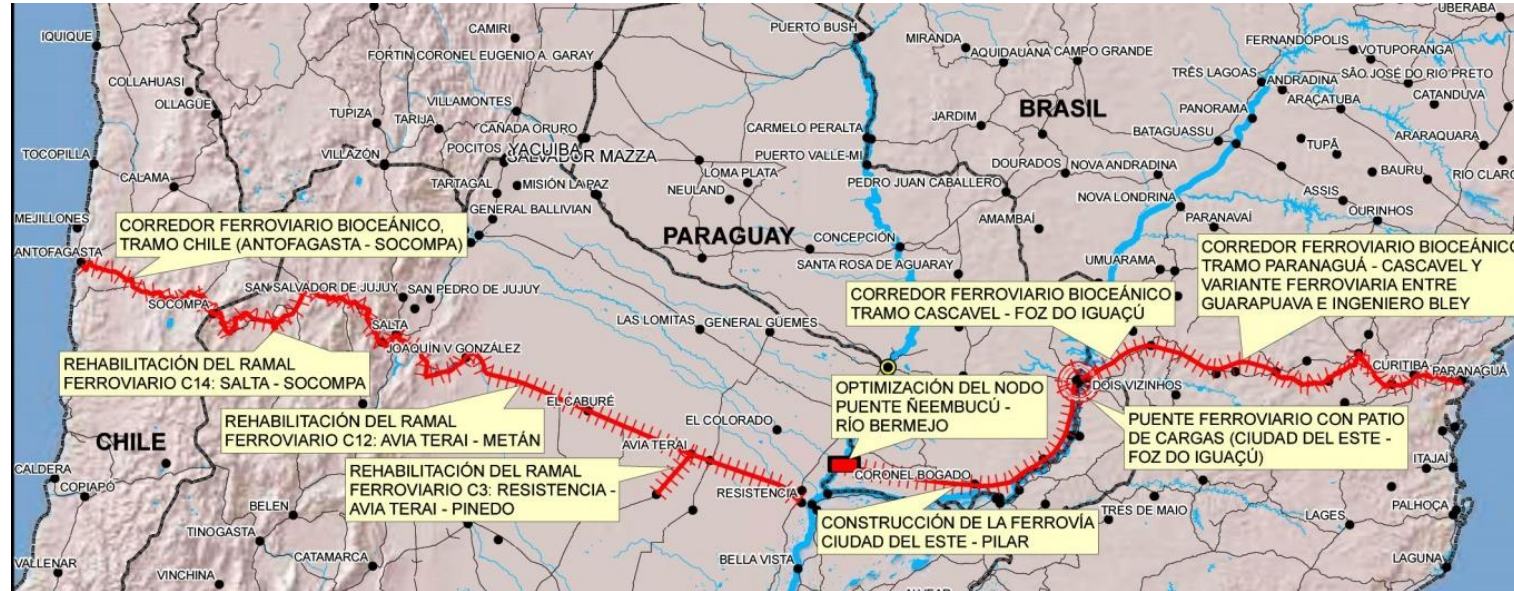 UBERABA
IQUIQUE
CAMIRI
PUERTO BUSH
MIRANDA
FERNANDÓPOLIS
VOTUPORANGA
FORTIN CORONEL EUGENIO A. GARAY
AQUIDAUANA
CAMPO GRANDE
TRÊS LAGOAS
ANDRADINA
SÃO JOSÉ DO RIO PRETO
COLLAHUASI
OLLAGUE
VILLAMONTES
BRASIL
ARAÇATUBA
CATANDUVA
TUPIZA
TARIJA
CAÑADA ORURO
CARMELO PERALTA
JARDIM
PANORAMA
BATAGUASSU
ARARAQUARA
TOCOPILLA
VILLAZÓN
POCITOS
YACUIBA
SALVADOR MAZZA
PUERTO VALLE-MI
DOURADOS
NOVA ANDRADINA
TUPÃ
BAURU
RIO CLARO
CALAMA
TARTAGAL
MISIÓN LA PAZ
LOMA PLATA
NEULAND
PEDRO JUAN CABALLERO
NOVA LONDRINA
ASSIS
OURINHOS
MEJILLONES
GENERAL BALLIVIAN
AMAMBAÍ
PARANAVAÍ
CORREDOR FERROVIARIO BIOCEÁNICO,
TRAMO CHILE (ANTOFAGASTA - SOCOMPA)
PARAGUAY
CONCEPCIÓN
SANTA ROSA DE AGUARAY
ANTOFAGASTA
UMUARAMA
CORREDOR FERROVIARIO BIOCEÁNICO
TRAMO PARANAGUÁ - CASCAVEL Y
VARIANTE FERROVIARIA ENTRE
GUARAPUAVA E INGENIERO BLEY
SOCOMPA
SAN SALVADOR DE JUJUY
SAN PEDRO DE JUJUY
CORREDOR FERROVIARIO BIOCEÁNICO
TRAMO CASCAVEL - FOZ DO IGUAÇÚ
SALTA
LAS LOMITAS
GENERAL GÜEMES
JOAQUÍN V GONZÁLEZ
REHABILITACIÓN DEL RAMAL
FERROVIARIO C14: SALTA - SOCOMPA
CURITIBA
PARANAGUÁ
OPTIMIZACIÓN DEL NODO
PUENTE ÑEEMBUCÚ -
RÍO BERMEJO
DOIS VIZINHOS
EL CABURÉ
REHABILITACIÓN DEL RAMAL
FERROVIARIO C12: AVIA TERAI - METÁN
EL COLORADO
PUENTE FERROVIARIO CON PATIO
DE CARGAS (CIUDAD DEL ESTE -
FOZ DO IGUAÇÚ)
CHILE
AVIA TERAI
REHABILITACIÓN DEL RAMAL
FERROVIARIO C3: RESISTENCIA -
AVIA TERAI - PINEDO
CORONEL BOGADO
ITAJAÍ
CALDERA
COPIAPÓ
RESISTENCIA
BELEN
CONSTRUCCIÓN DE LA FERROVÍA
CIUDAD DEL ESTE - PILAR
TRES DE MAIO
LAGES
PALHOÇA
TINOGASTA
CATAMARCA
BELLA VISTA
VALLENAR
VINCHINA
LAGUNA